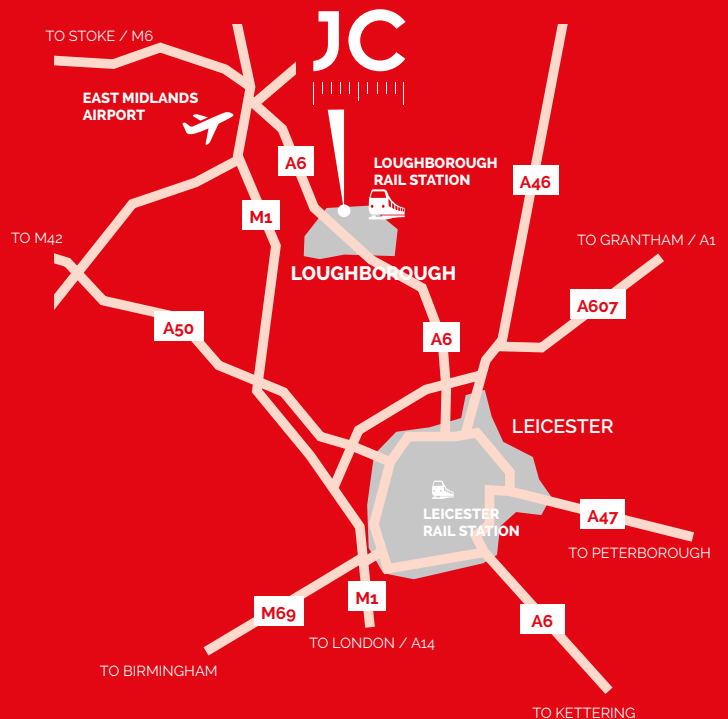 JC
TO STOKE / M6
EAST MIDLANDS
AIRPORT
A6
LOUGHBOROUGH
RAIL STATION
A46
M1
TO M42
TO GRANTHAM / A1
LOUGHBOROUGH
A607
A50
A6
LEICESTER
LEICESTER
RAIL STATION
A47
TO PETERBOROUGH
M1
M69
A6
TO LONDON / A14
TO BIRMINGHAM
TO KETTERING